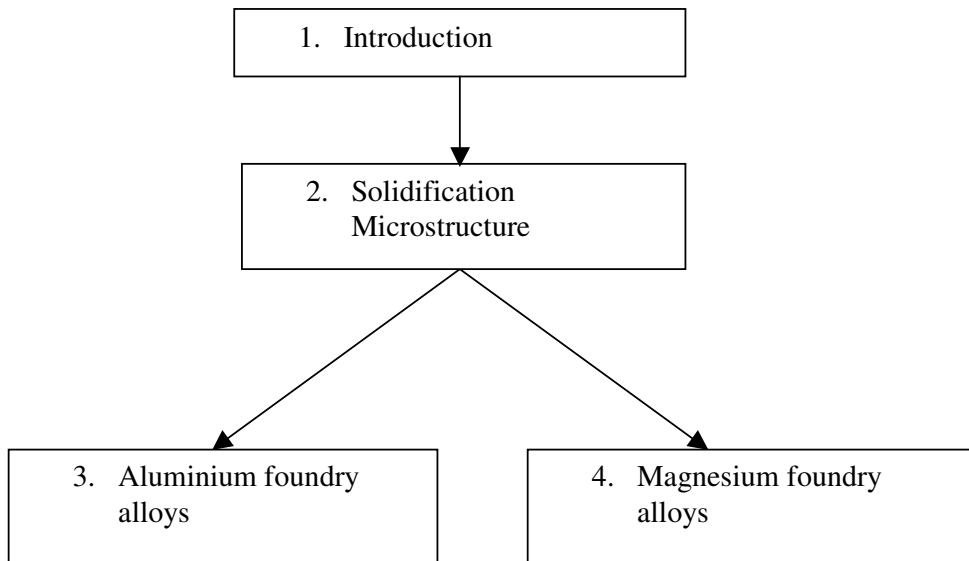 1. Introduction
2. Solidification
Microstructure
3. Aluminium foundry
alloys
4. Magnesium foundry
alloys